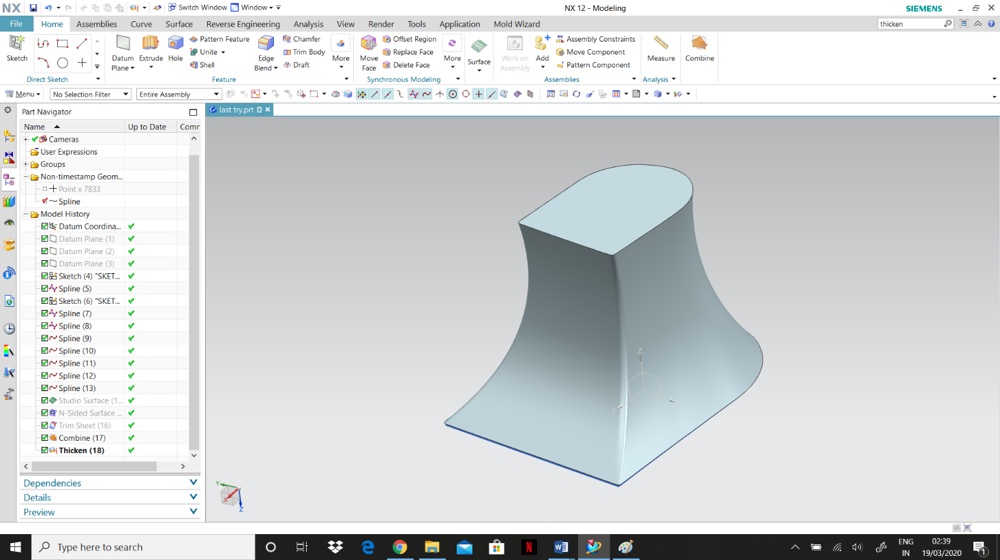 NX
Switch Window
Window
NX 12 - Modeling
SIEMENS
File
Home
Assemblies
Curve
Surface
Reverse Engineering
Analysis
View
Render
Tools
Application
Mold Wizard
thicken
Sketch
Direct Sketch
Datum Plane
Extrude
Hole
Pattern Feature
Unite
Shell
Edge Blend
Chamfer
Trim Body
Draft
More
Feature
Move Face
Offset Region
Replace Face
Delete Face
More
Synchronous Modeling
Surface
Work on Assembly
Add
Assembly Constraints
Move Component
Pattern Component
Assemblies
Measure
Analysis
Combine
Menu
No Selection Filter
Entire Assembly
Part Navigator
last try.prt
Name
Up to Date
Comr
Cameras
User Expressions
Groups
Non-timestamp Geom...
Point x 7833
Spline
Model History
Datum Coordina...
Datum Plane (1)
Datum Plane (2)
Datum Plane (3)
Sketch (4) "SKET...
Spline (5)
Sketch (6) "SKET...
Spline (7)
Spline (8)
Spline (9)
Spline (10)
Spline (11)
Spline (12)
Spline (13)
Studio Surface (1...
N-Sided Surface ...
Trim Sheet (16)
Combine (17)
Thicken (18)
Dependencies
Details
Preview
Z
X
Y
X
Z
Type here to search
ENG
IN
02:39
19/03/2020
1